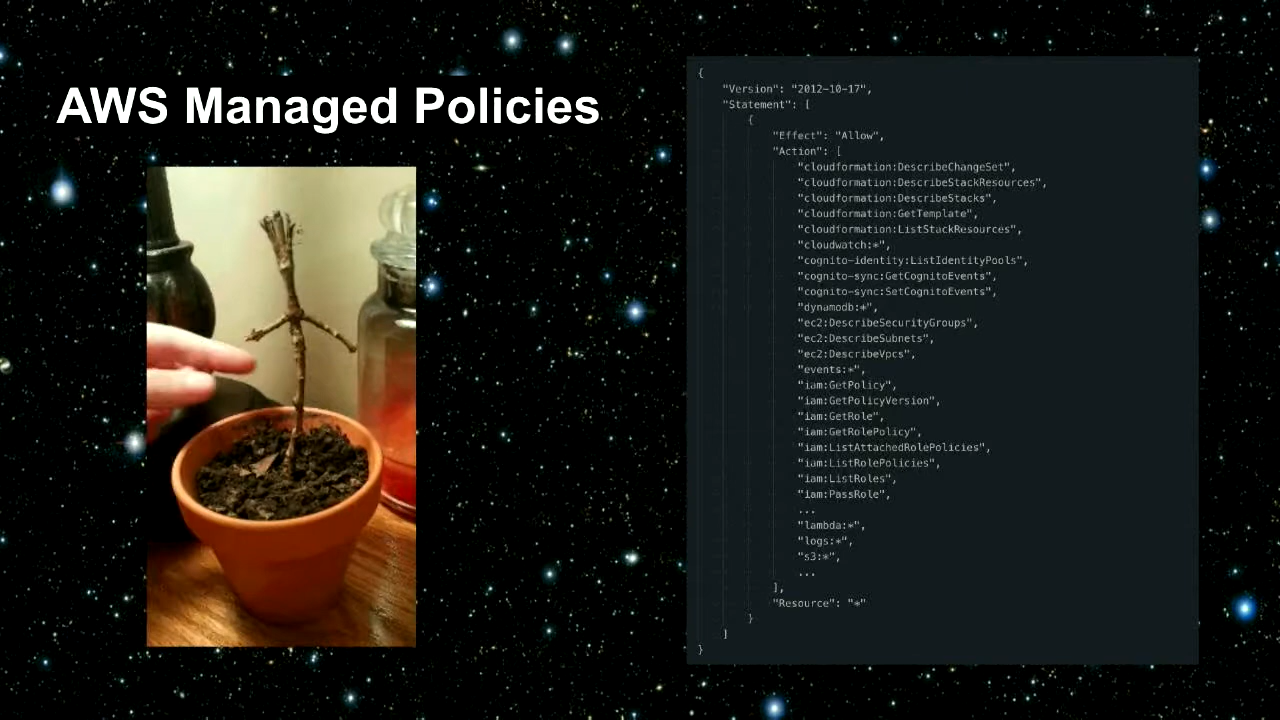 AWS Managed Policies
{
"Version": "2012-10-17",
"Statement": [
{
"Effect": "Allow",
"Action": [
"cloudformation:DescribeChangeSet",
"cloudformation:DescribeStackResources",
"cloudformation:DescribeStacks",
"cloudformation:GetTemplate",
"cloudformation:ListStackResources",
"cloudwatch:*",
"cognito-identity:ListIdentityPools",
"cognito-sync:GetCognitoEvents",
"cognito-sync:SetCognitoEvents",
"dynamodb:*",
"ec2:DescribeSecurityGroups",
"ec2:DescribeSubnets",
"ec2:DescribeVpcs",
"events:*",
"iam:GetPolicy",
"iam:GetPolicyVersion",
"iam:GetRole",
"iam:GetRolePolicy",
"iam:ListAttachedRolePolicies",
"iam:ListRolePolicies",
"iam:ListRoles",
"iam:PassRole",
...
"lambda:*",
"logs:*",
"s3:*",
...
],
"Resource": "*"
}
]
}